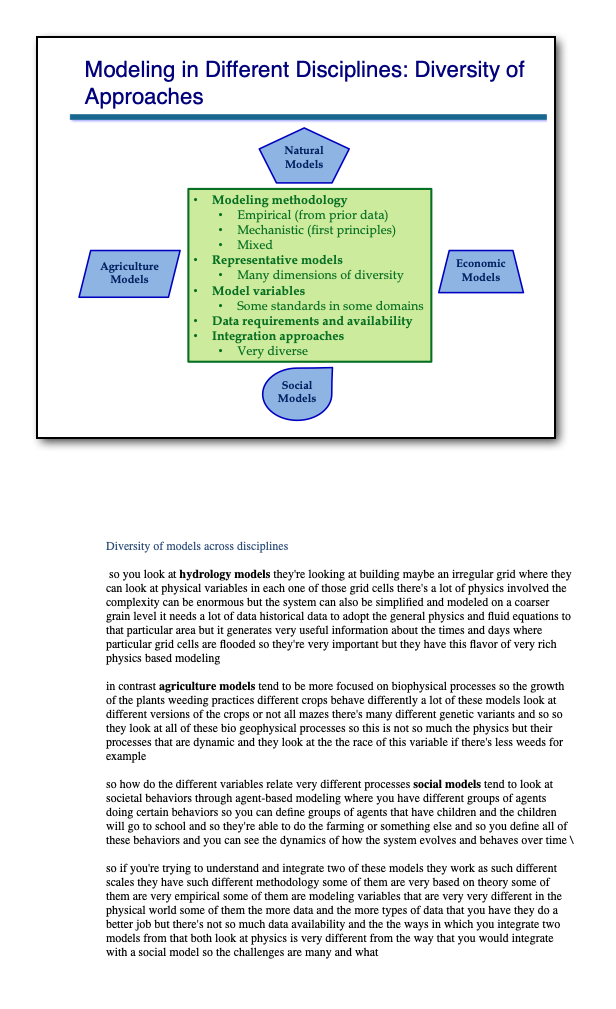 Modeling in Different Disciplines: Diversity of
Approaches
Natural
Models
• Modeling methodology
• Empirical (from prior data)
• Mechanistic (first principles)
• Mixed
• Representative models
• Many dimensions of diversity
• Model variables
• Some standards in some domains
• Data requirements and availability
• Integration approaches
• Very diverse
Agriculture
Models
Economic
Models
Social
Models
Diversity of models across disciplines
so you look at hydrology models they're looking at building maybe an irregular grid where they
can look at physical variables in each one of those grid cells there's a lot of physics involved the
complexity can be enormous but the system can also be simplified and modeled on a coarser
grain level it needs a lot of data historical data to adopt the general physics and fluid equations to
that particular area but it generates very useful information about the times and days where
particular grid cells are flooded so they're very important but they have this flavor of very rich
physics based modeling
in contrast agriculture models tend to be more focused on biophysical processes so the growth
of the plants weeding practices different crops behave differently a lot of these models look at
different versions of the crops or not all mazes there's many different genetic variants and so so
they look at all of these bio geophysical processes so this is not so much the physics but their
processes that are dynamic and they look at the the race of this variable if there's less weeds for
example
so how do the different variables relate very different processes social models tend to look at
societal behaviors through agent-based modeling where you have different groups of agents
doing certain behaviors so you can define groups of agents that have children and the children
will go to school and so they're able to do the farming or something else and so you define all of
these behaviors and you can see the dynamics of how the system evolves and behaves over time \
so if you're trying to understand and integrate two of these models they work as such different
scales they have such different methodology some of them are very based on theory some of
them are very empirical some of them are modeling variables that are very very different in the
physical world some of them the more data and the more types of data that you have they do a
better job but there's not so much data availability and the the ways in which you integrate two
models from that both look at physics is very different from the way that you would integrate
with a social model so the challenges are many and what